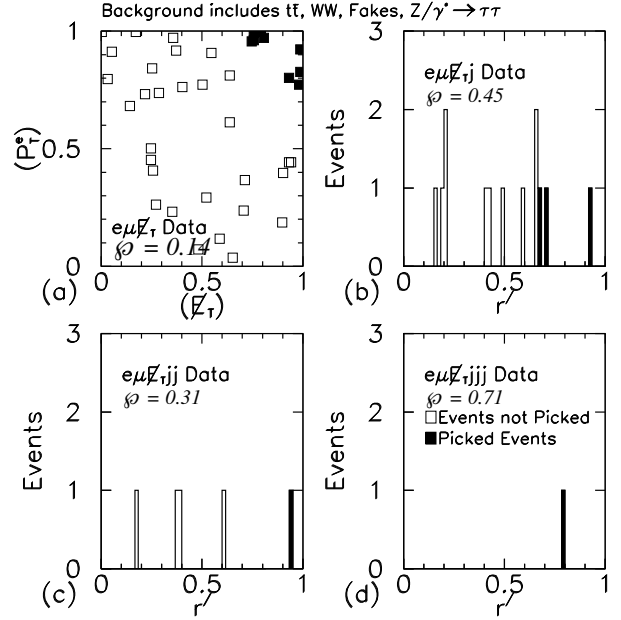 Background includes tt̄, WW, Fakes, Z/γ* → ττ
1
0.5
0
(P_T^e)
eμE̸_T Data
℘ = 0.14
0 0.5 1
(a)
(E̸_T)
3
2
1
0
Events
eμE̸_Tj Data
℘ = 0.45
0 0.5 1
(b)
r′
3
2
1
0
Events
eμE̸_Tjj Data
℘ = 0.31
0 0.5 1
(c)
r′
3
2
1
0
Events
eμE̸_Tjjj Data
℘ = 0.71
Events not Picked
Picked Events
0 0.5 1
(d)
r′